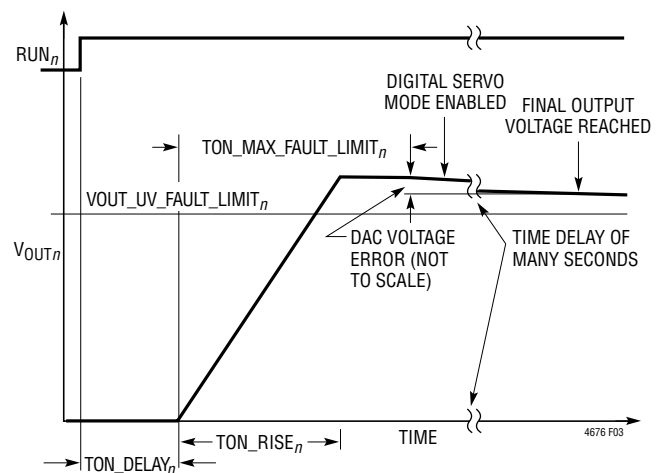 RUNn
DIGITAL SERVO
MODE ENABLED
FINAL OUTPUT
VOLTAGE REACHED
TON_MAX_FAULT_LIMITn
VOUT_UV_FAULT_LIMITn
VOUTn
DAC VOLTAGE
ERROR (NOT
TO SCALE)
TIME DELAY OF
MANY SECONDS
TON_RISEn
TIME
4676 F03
TON_DELAYn